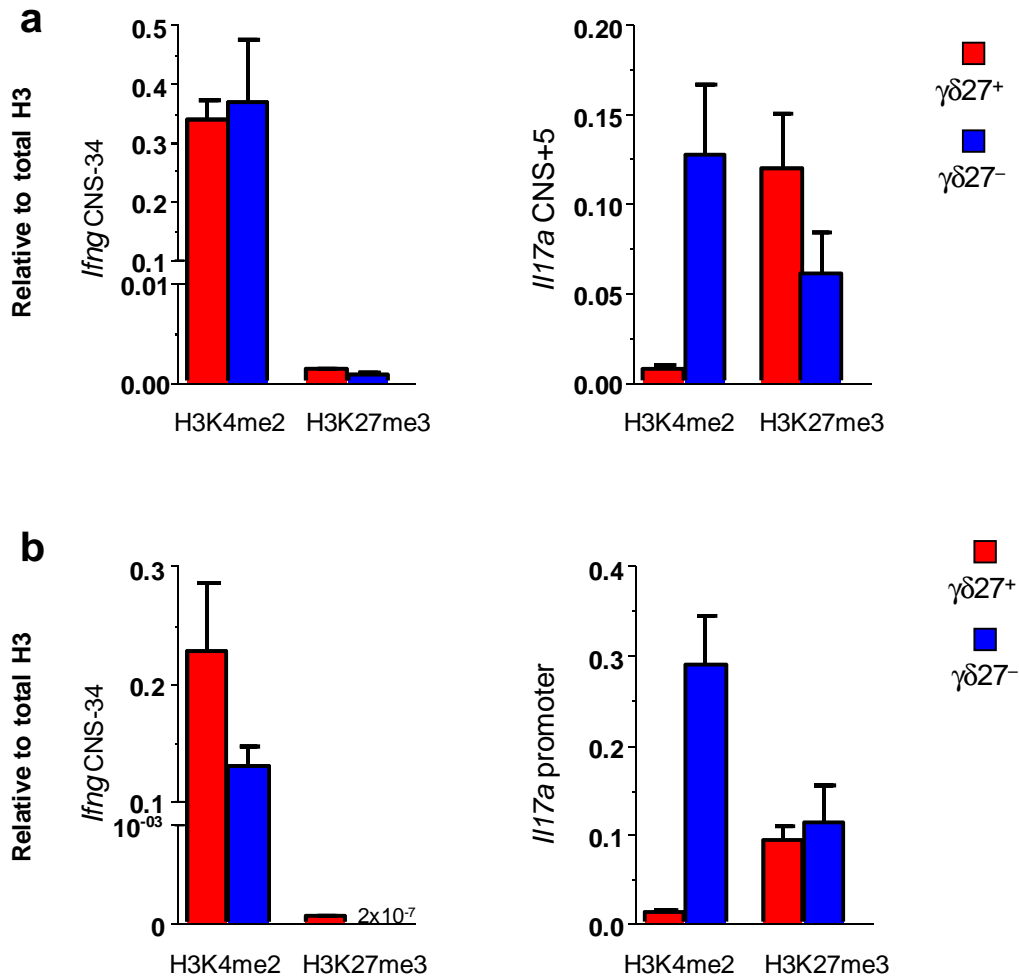 a
Relative to total H3
Ifng CNS-34
0.5
0.4
0.3
0.2
0.1
0.01
0.00
H3K4me2 H3K27me3
Il17a CNS+5
0.20
0.15
0.10
0.05
0.00
H3K4me2 H3K27me3
γδ27⁺
γδ27⁻
b
Relative to total H3
Ifng CNS-34
0.3
0.2
0.1
10⁻⁰³
0
2x10⁻⁷
H3K4me2 H3K27me3
Il17a promoter
0.4
0.3
0.2
0.1
0.0
H3K4me2 H3K27me3
γδ27⁺
γδ27⁻